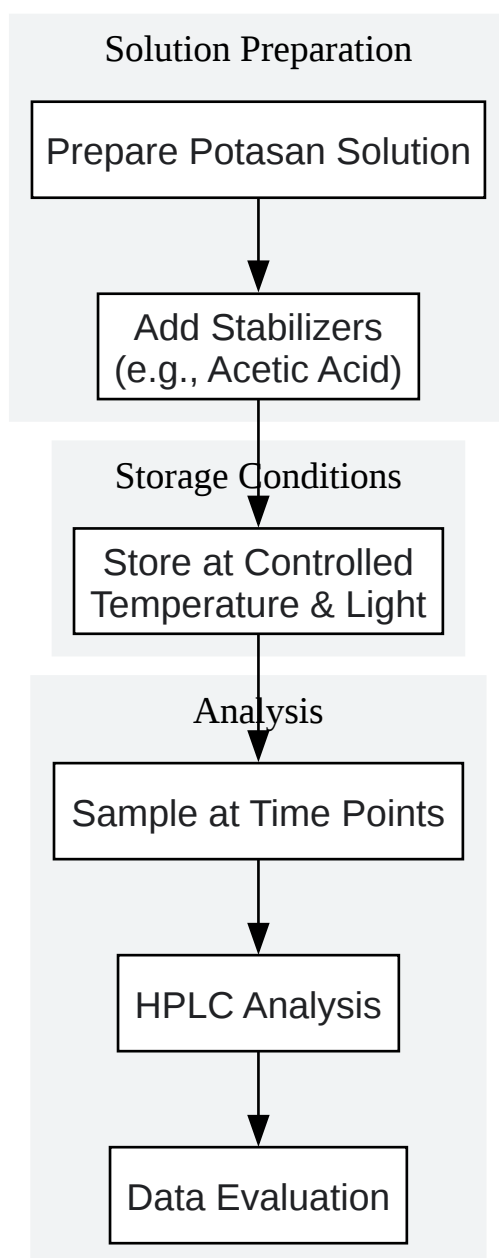 Solution Preparation
Prepare Potasan Solution
Add Stabilizers
(e.g., Acetic Acid)
Storage Conditions
Store at Controlled
Temperature & Light
Analysis
Sample at Time Points
HPLC Analysis
Data Evaluation